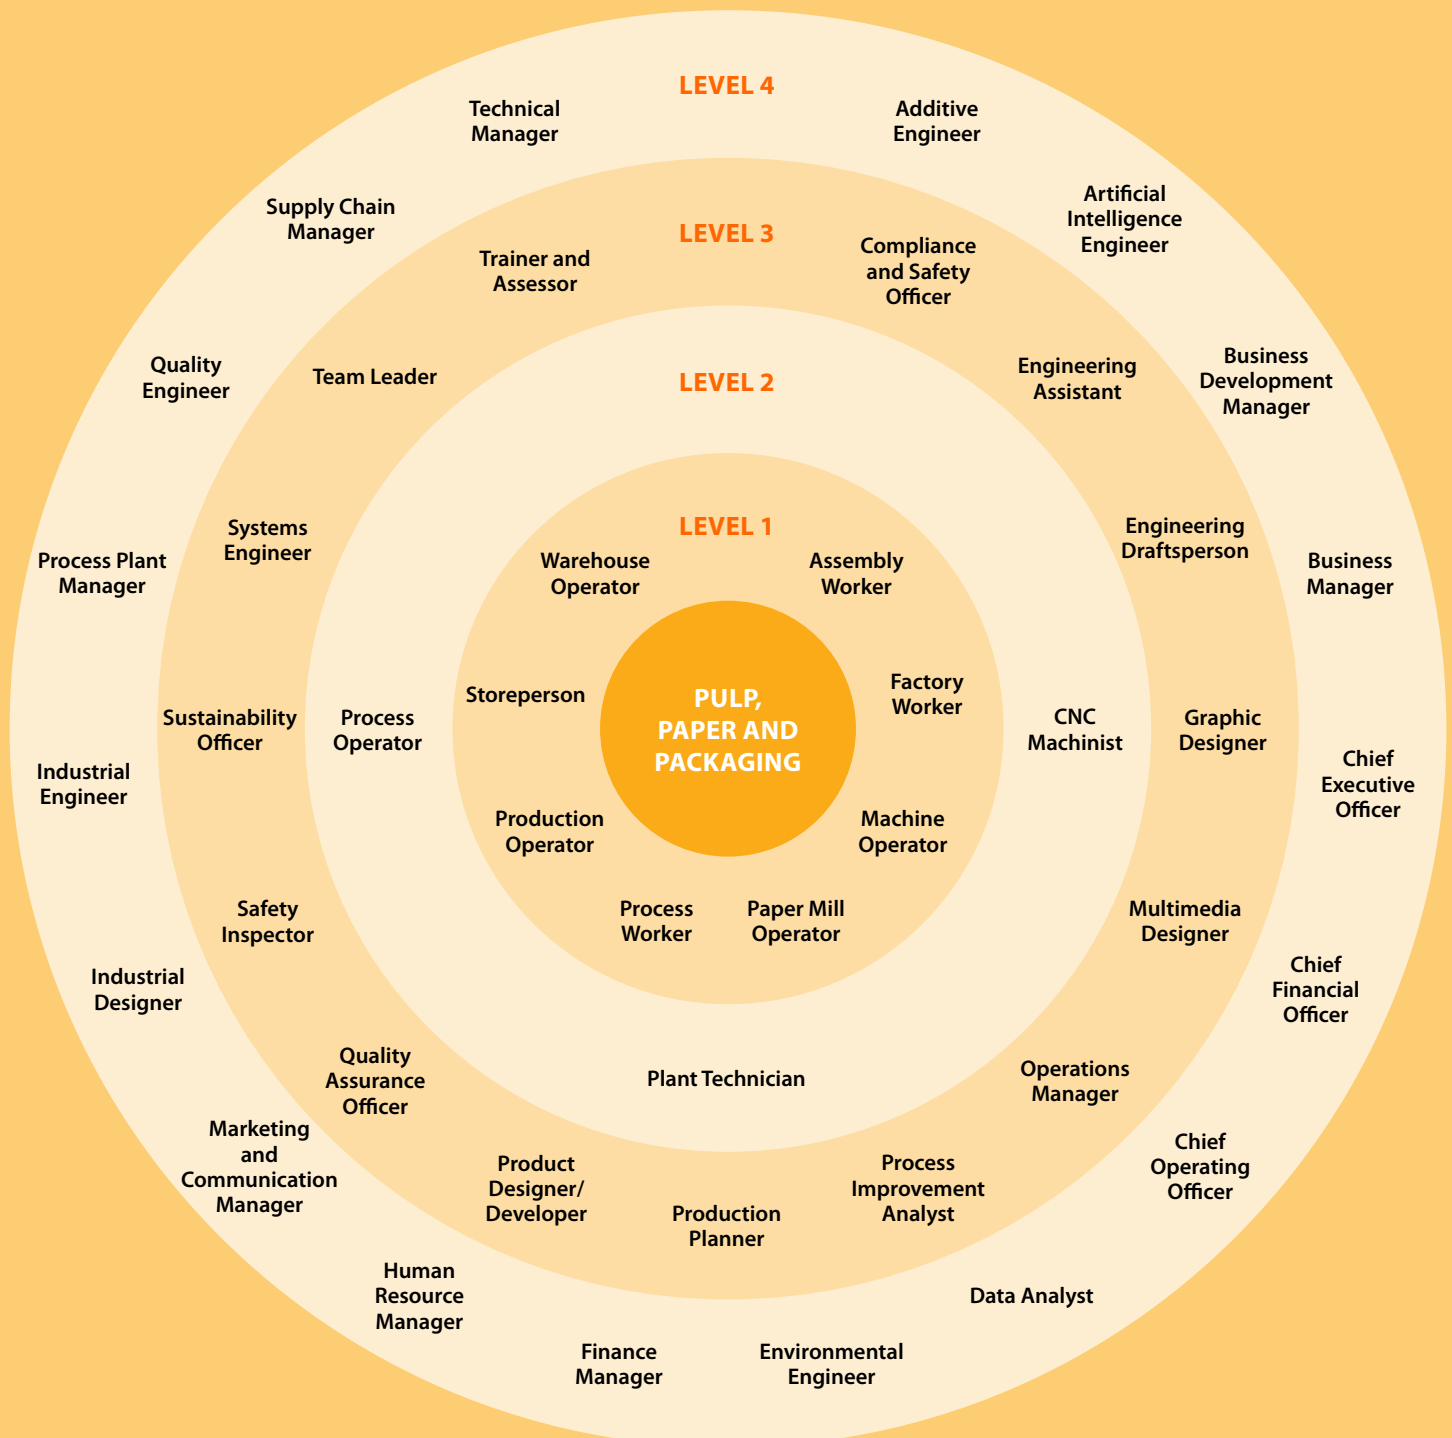 LEVEL 4
Technical
Manager
Additive
Engineer
Artificial
Intelligence
Engineer
Business
Development
Manager
Business
Manager
Chief
Executive
Officer
Chief
Financial
Officer
Chief
Operating
Officer
Data Analyst
Environmental
Engineer
Finance
Manager
Human
Resource
Manager
Marketing
and
Communication
Manager
Industrial
Designer
Industrial
Engineer
Process Plant
Manager
Quality
Engineer
Supply Chain
Manager
LEVEL 3
Trainer and
Assessor
Compliance
and Safety
Officer
Engineering
Assistant
Engineering
Draftsperson
Graphic
Designer
Multimedia
Designer
Operations
Manager
Process
Improvement
Analyst
Production
Planner
Product
Designer/
Developer
Quality
Assurance
Officer
Safety
Inspector
Sustainability
Officer
Systems
Engineer
Team Leader
LEVEL 2
CNC
Machinist
Plant Technician
Process
Operator
LEVEL 1
Warehouse
Operator
Assembly
Worker
Factory
Worker
Machine
Operator
Paper Mill
Operator
Process
Worker
Production
Operator
Storeperson
PULP,
PAPER AND
PACKAGING